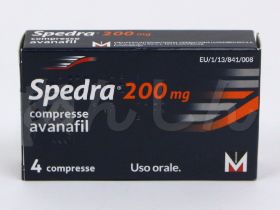 EU/1/13/841/008
Spedra® 200 mg
compresse
avanafil
4 compresse
Uso orale.